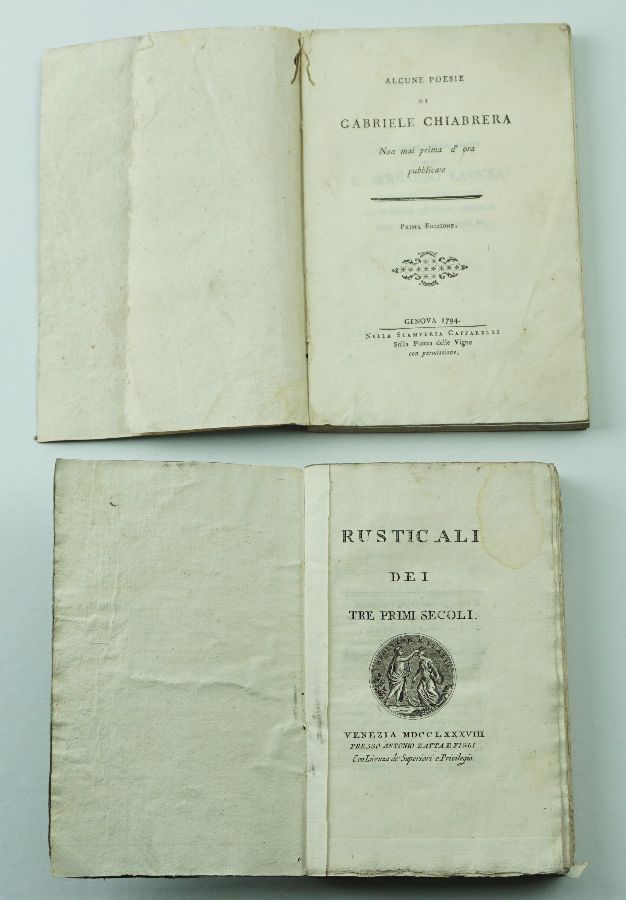 ALCUNE POESIE
DI
GABRIELE CHIABRERA
Non mai prima d' ora
pubblicate
PRIMA EDIZIONE.
GENOVA 1794.
NELLA STAMPERIA CAFFARELLI
Sulla Piazza delle Vigne
con permissione.
RUSTICALI
DEI
TRE PRIMI SECOLI.
VENEZIA MDCCLXXXVIII
PRESSO ANTONIO ZATTA E FIGLI
Con Licenza de' Superiori e Privilegio.